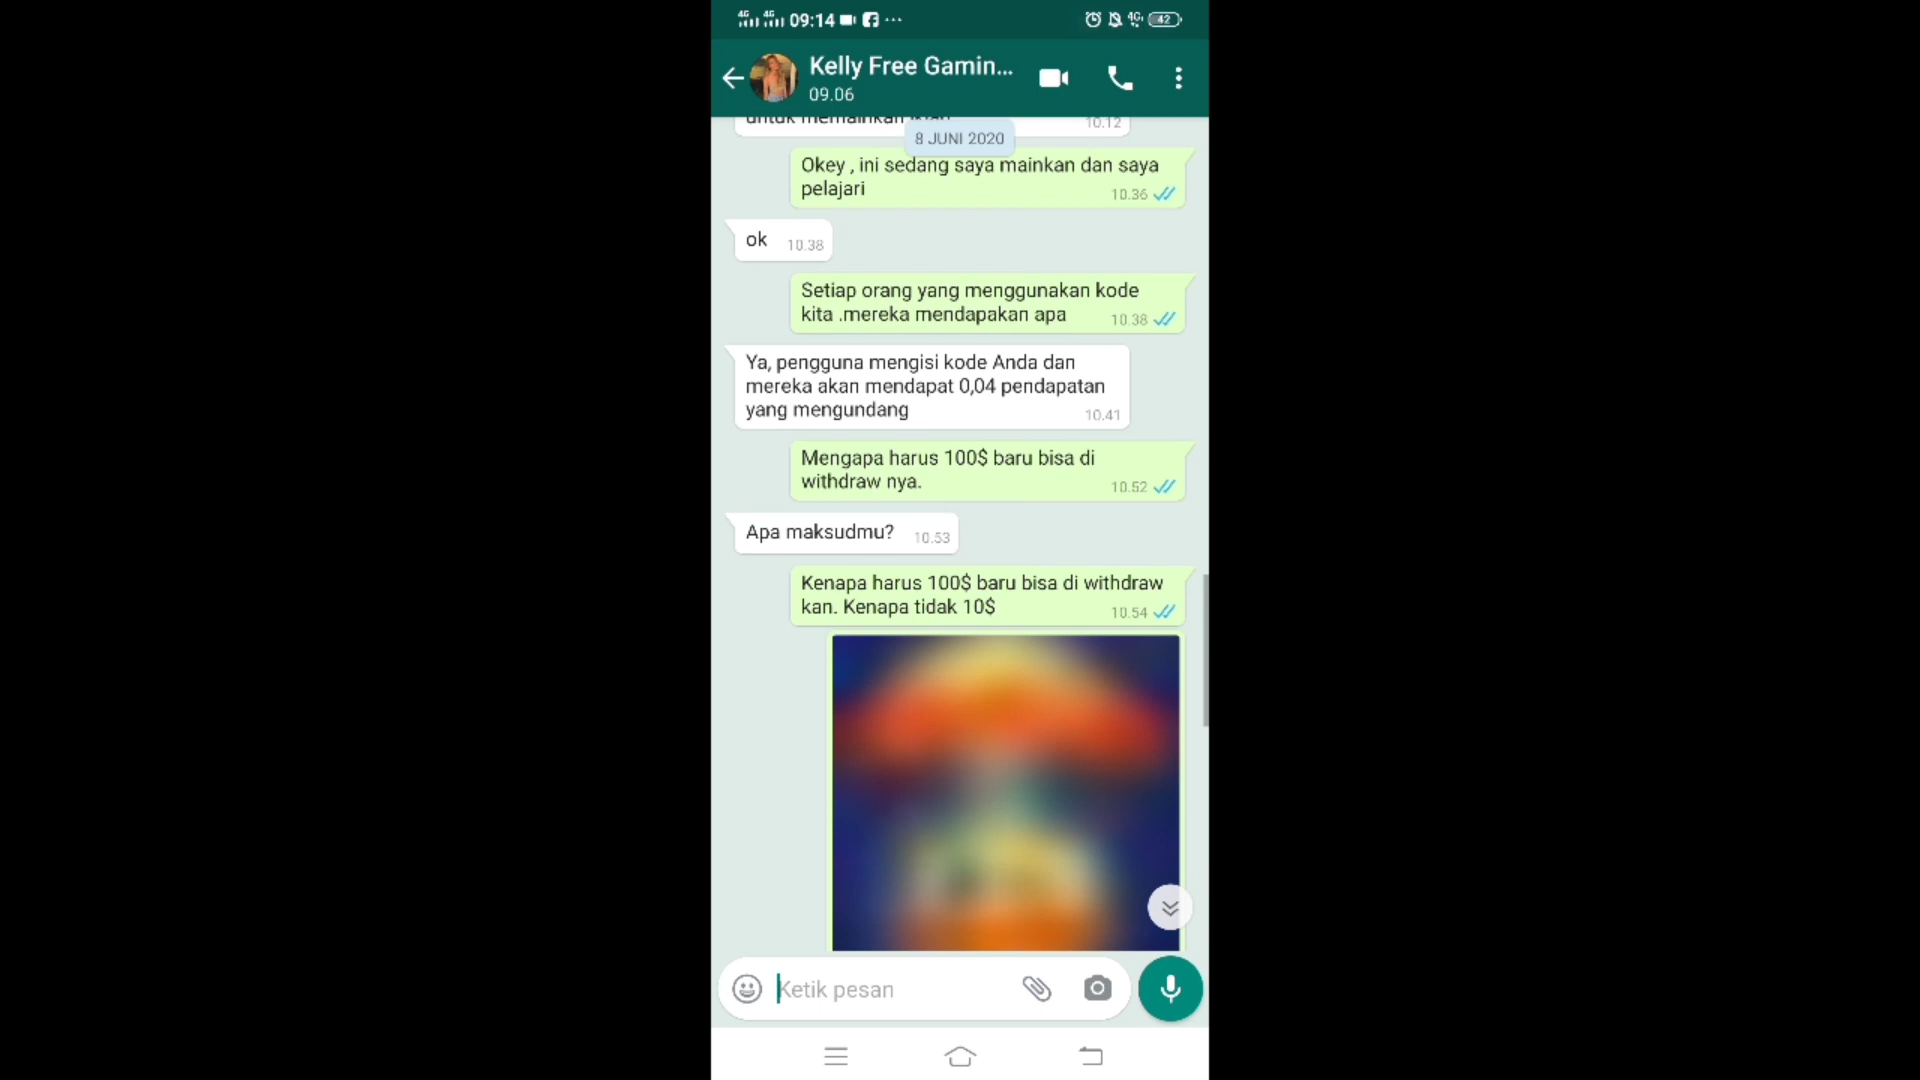 09:14
42
Kelly Free Gamin...
09.06
10.12
8 JUNI 2020
Okey , ini sedang saya mainkan dan saya
pelajari
10.36
ok
10.38
Setiap orang yang menggunakan kode
kita .mereka mendapakan apa
10.38
Ya, pengguna mengisi kode Anda dan
mereka akan mendapat 0,04 pendapatan
yang mengundang
10.41
Mengapa harus 100$ baru bisa di
withdraw nya.
10.52
Apa maksudmu?
10.53
Kenapa harus 100$ baru bisa di withdraw
kan. Kenapa tidak 10$
10.54
Ketik pesan